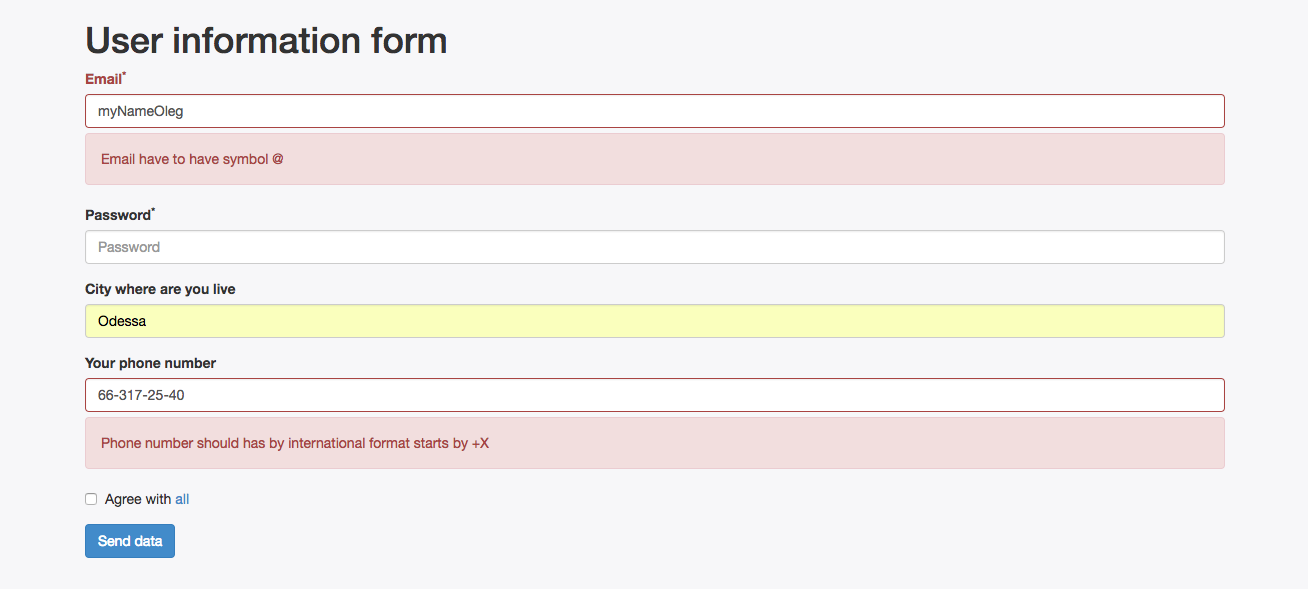 User information form
Email*
myNameOleg
Email have to have symbol @
Password*
Password
City where are you live
Odessa
Your phone number
66-317-25-40
Phone number should has by international format starts by +X
Agree with all
Send data